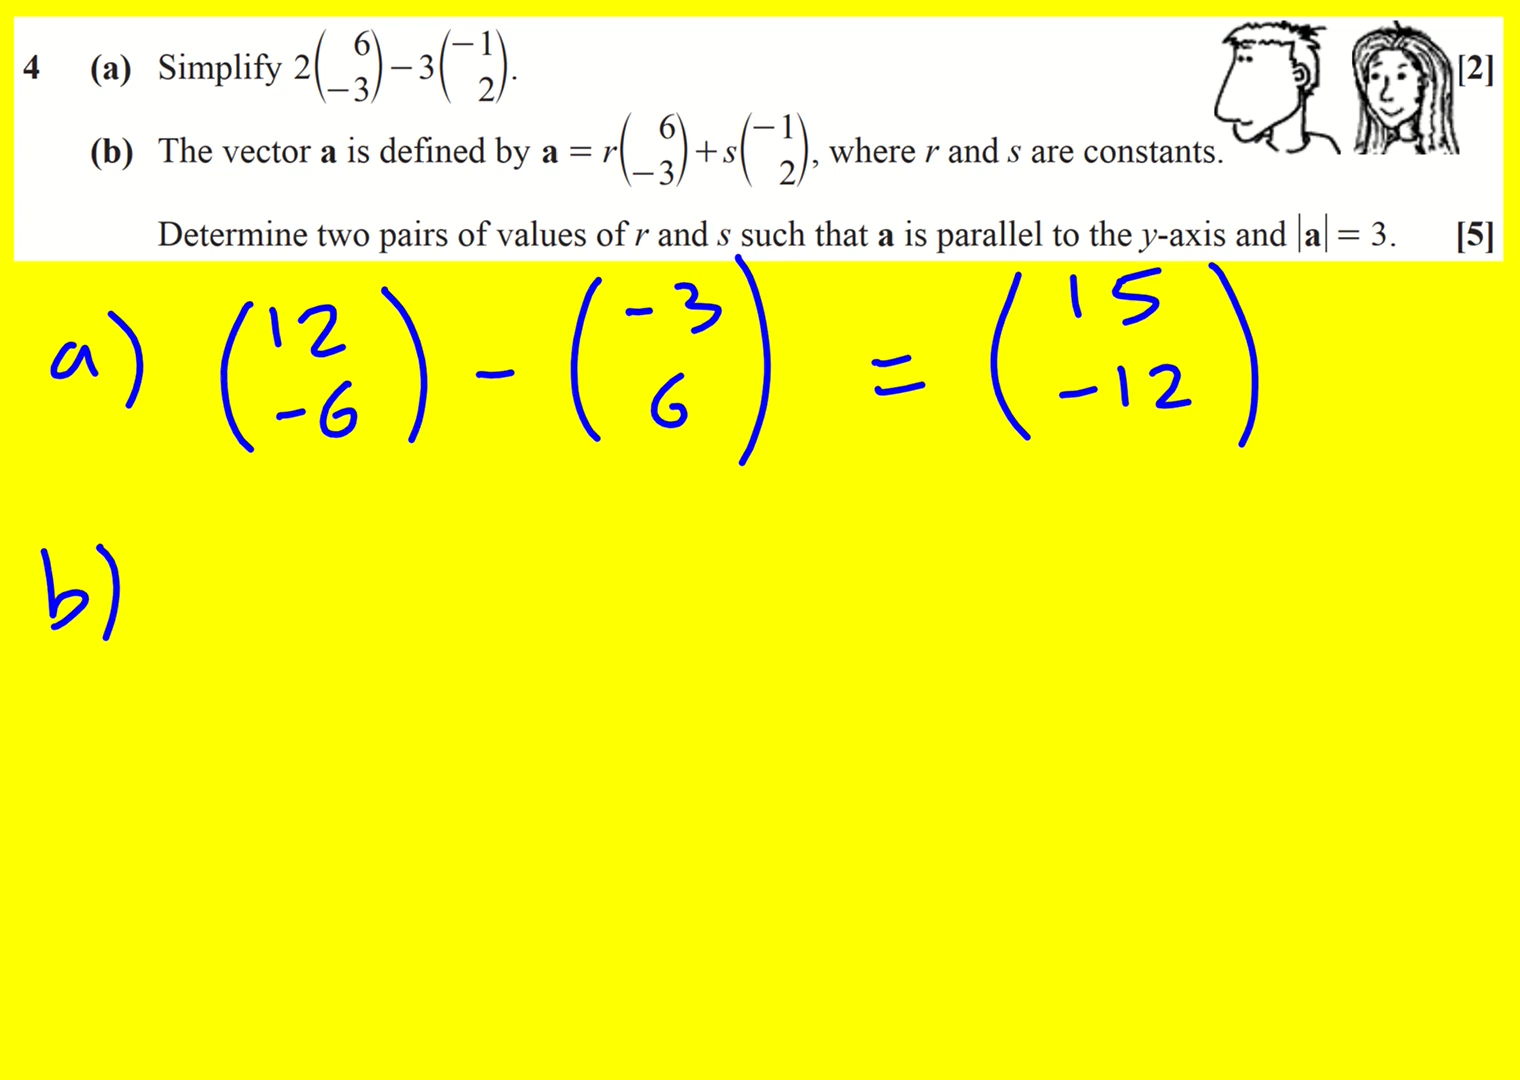 4 (a) Simplify 2(6 −3) − 3(−1 2). [2]
(b) The vector a is defined by a = r(6 −3) + s(−1 2), where r and s are constants.
Determine two pairs of values of r and s such that a is parallel to the y-axis and |a| = 3. [5]
a) (12 −6) − (−3 6) = (15 −12)
b)